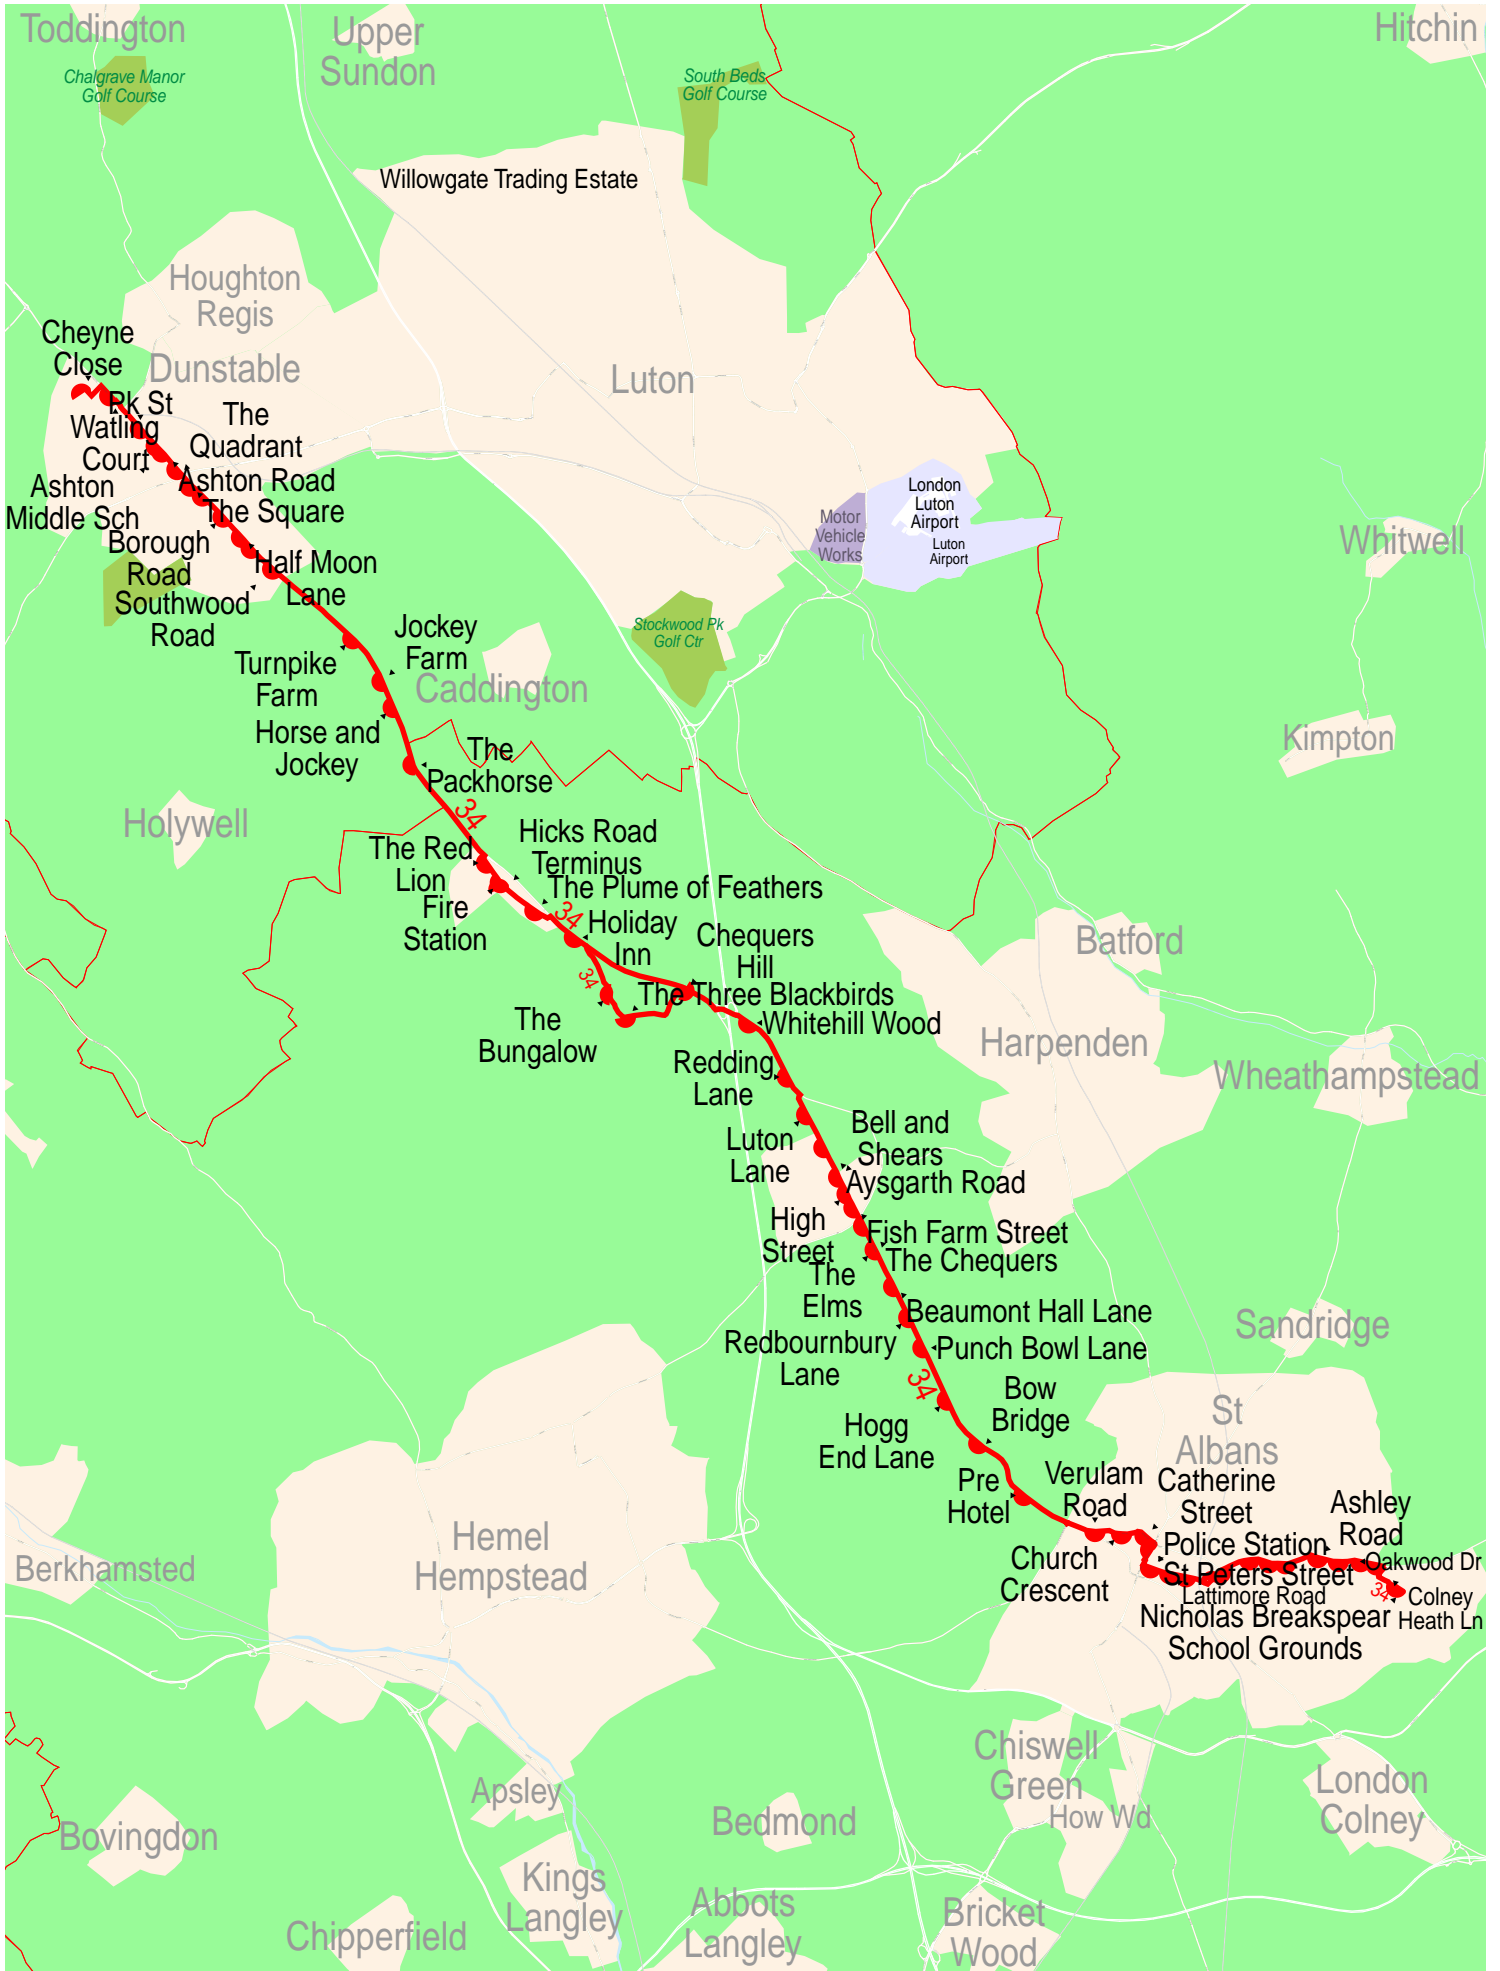 Toddington
Upper
Sundon
Hitchin
Chalgrave Manor
Golf Course
South Beds
Golf Course
Willowgate Trading Estate
Houghton
Regis
Cheyne
Close
Dunstable
Luton
Pk St
Watling
Court
The
Quadrant
Ashton
Middle Sch
Ashton Road
The Square
Borough
Road
Half Moon
Lane
Southwood
Road
London
Luton
Airport
Luton
Airport
Motor
Vehicle
Works
Whitwell
Stockwood Pk
Golf Ctr
Jockey
Farm
Turnpike
Farm
Caddington
Horse and
Jockey
The
Packhorse
Kimpton
Holywell
34
The Red
Lion
Hicks Road
Terminus
The Plume of Feathers
Fire
Station
34
Holiday
Inn
Chequers
Hill
Batford
34
The Three Blackbirds
The
Bungalow
Whitehill Wood
Harpenden
Redding
Lane
Wheathampstead
Luton
Lane
Bell and
Shears
Aysgarth Road
High
Street
Fish Farm Street
The Chequers
The
Elms
Beaumont Hall Lane
Redbournbury
Lane
Punch Bowl Lane
Sandridge
34
Bow
Bridge
Hogg
End Lane
St
Albans
Pre
Hotel
Verulam
Road
Catherine
Street
Ashley
Road
Church
Crescent
Police Station
St Peters Street
Oakwood Dr
Lattimore Road
34
Colney
Heath Ln
Nicholas Breakspear
School Grounds
Hemel
Hempstead
Berkhamsted
Chiswell
Green
How Wd
London
Colney
Apsley
Bedmond
Bovingdon
Kings
Langley
Abbots
Langley
Bricket
Wood
Chipperfield